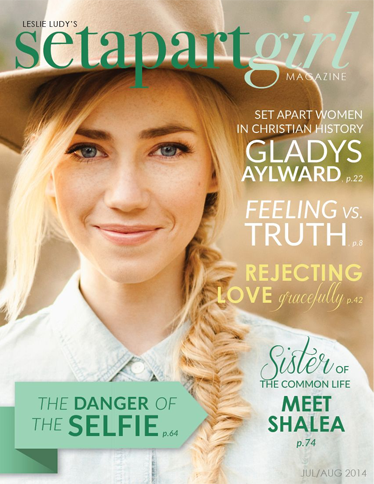 LESLIE LUDY'S
setapartgirl
MAGAZINE
SET APART WOMEN
IN CHRISTIAN HISTORY
GLADYS
AYLWARD p.22
FEELING VS.
TRUTH p.8
REJECTING
LOVE gracefully p.42
Sister OF
THE COMMON LIFE
MEET
SHALEA
p.74
THE DANGER OF
THE SELFIE p.64
JUL/AUG 2014